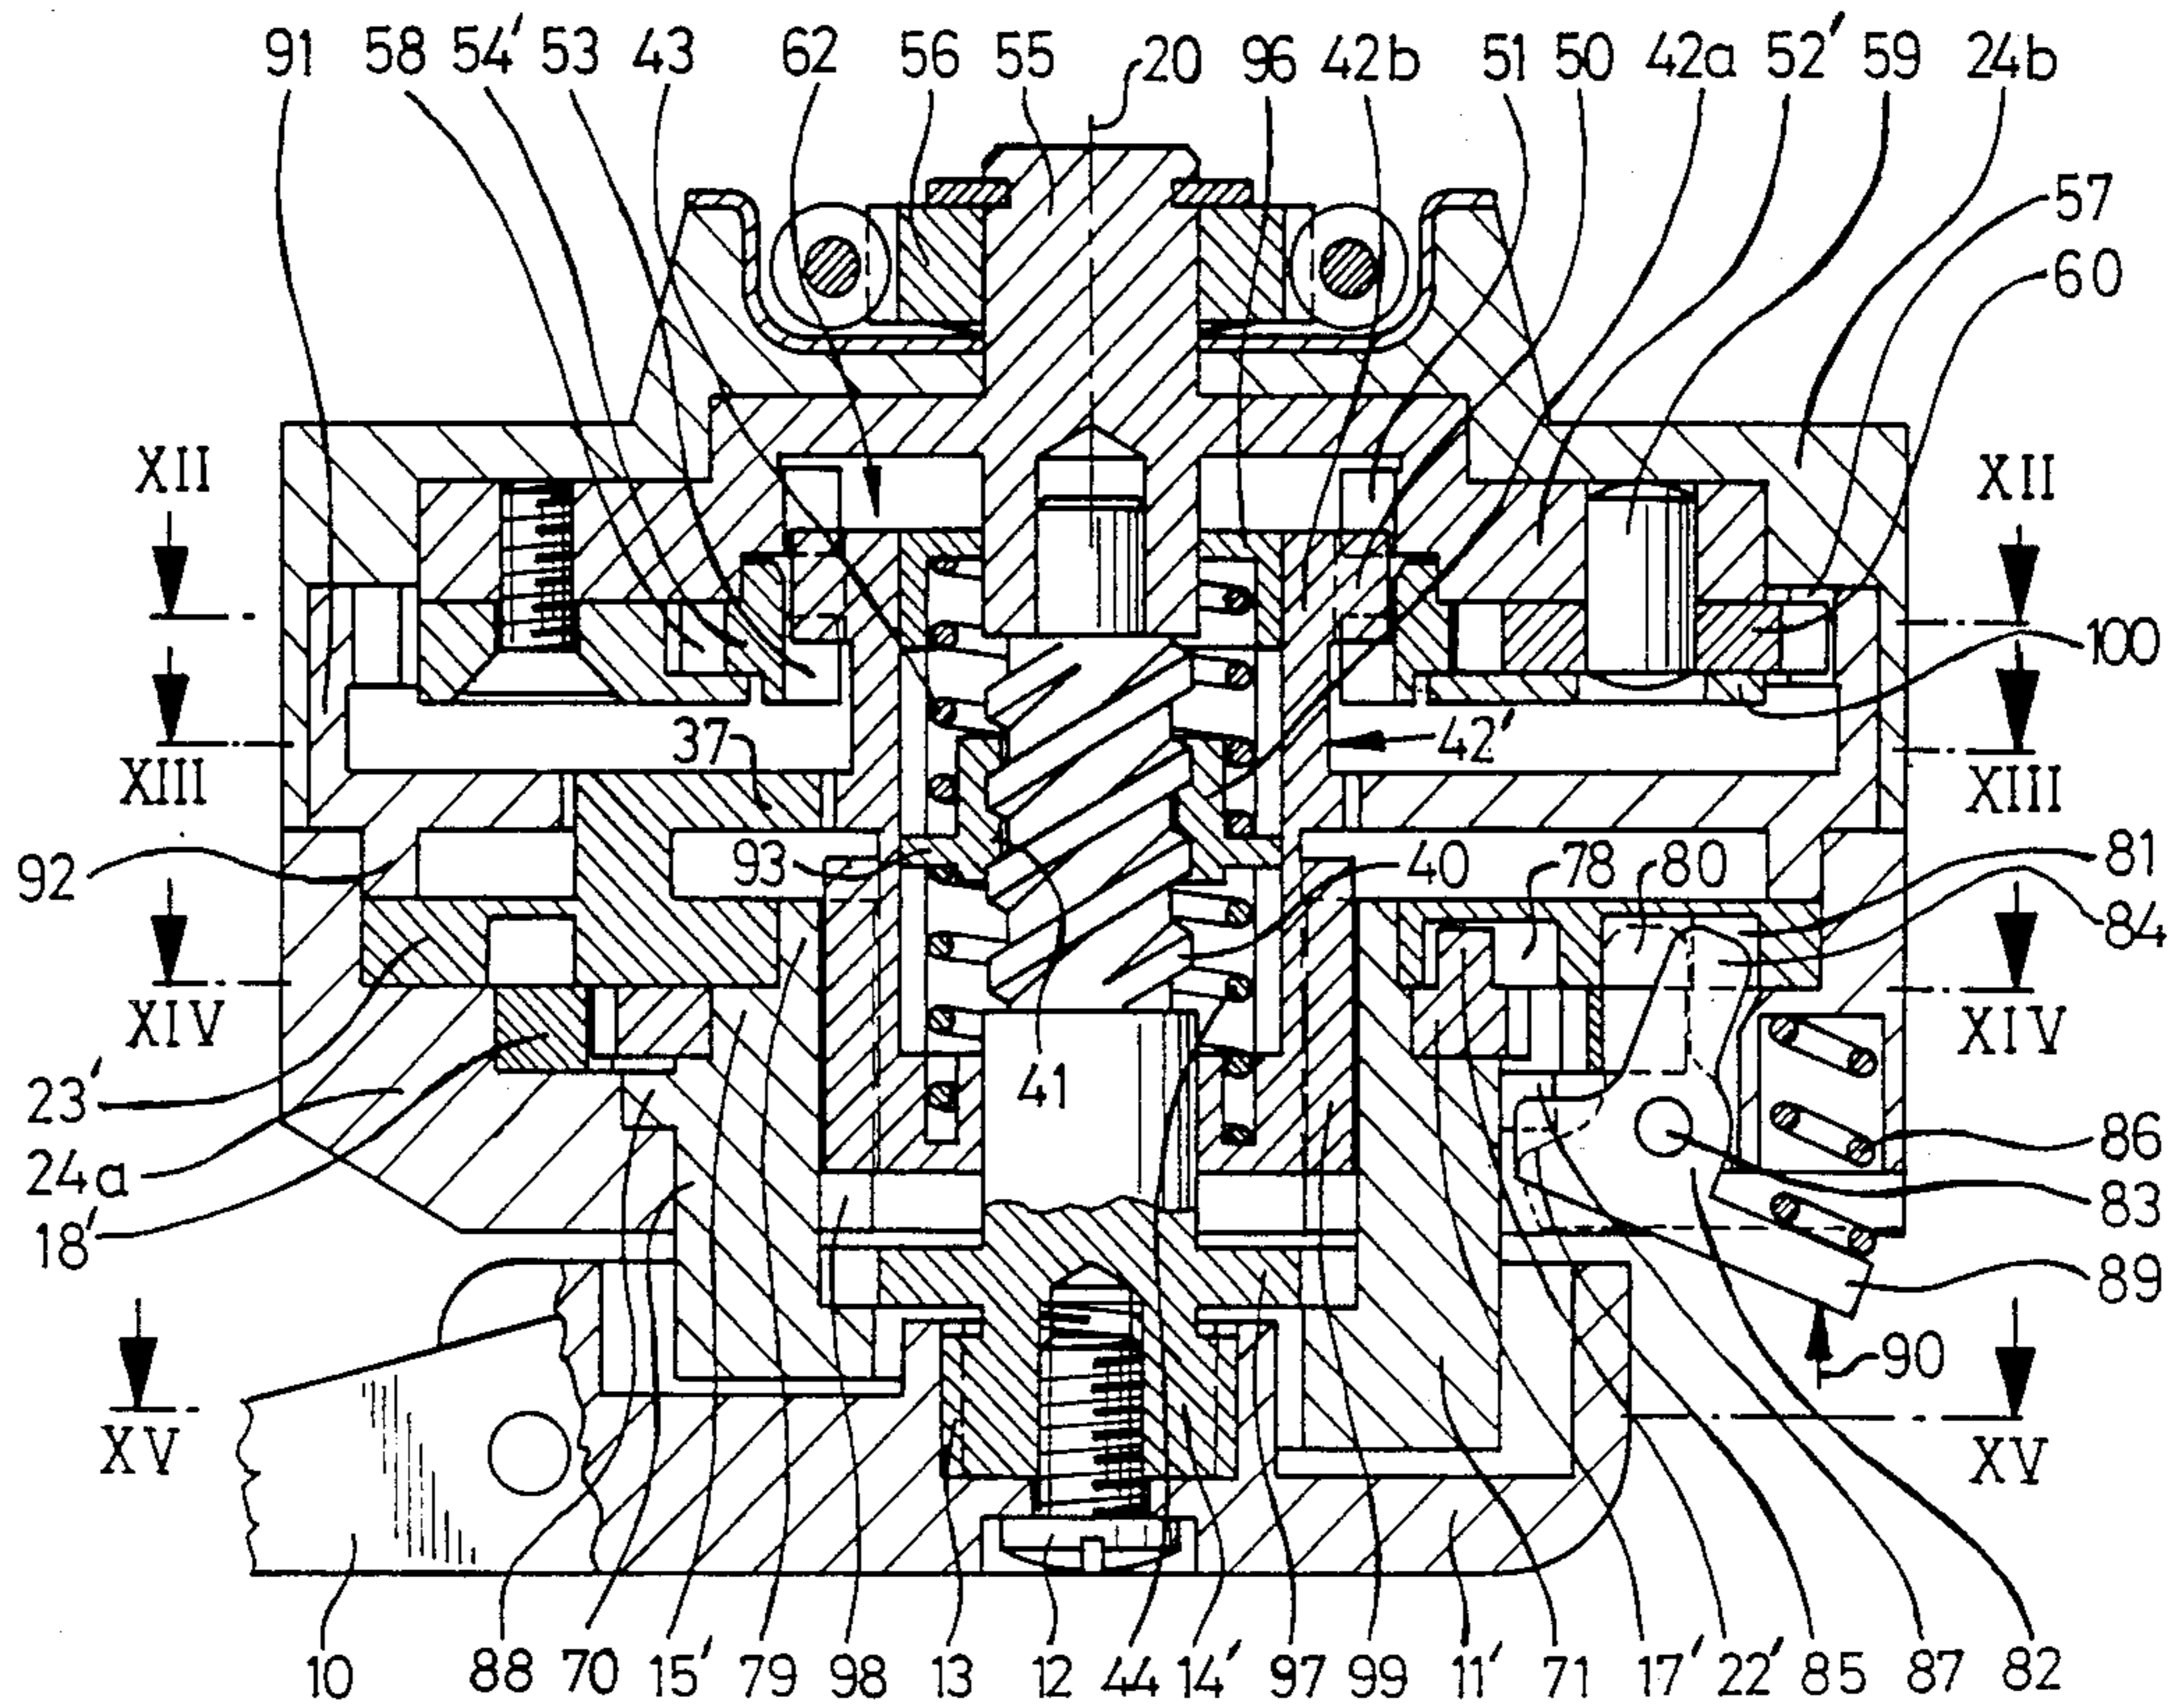 91 58 54' 53 43 62 56 55 20 96 42b 51 50 42a 52' 59 24b
57
60
XII XII
100
37 42'
XIII XIII
92 93 40 78 80 81
84
XIV XIV
23' 41
24a 86
18' 83
89
90
XV XV
10 88 70 15' 79 98 13 12 44 14' 97 99 11' 71 17' 22' 85 87 82